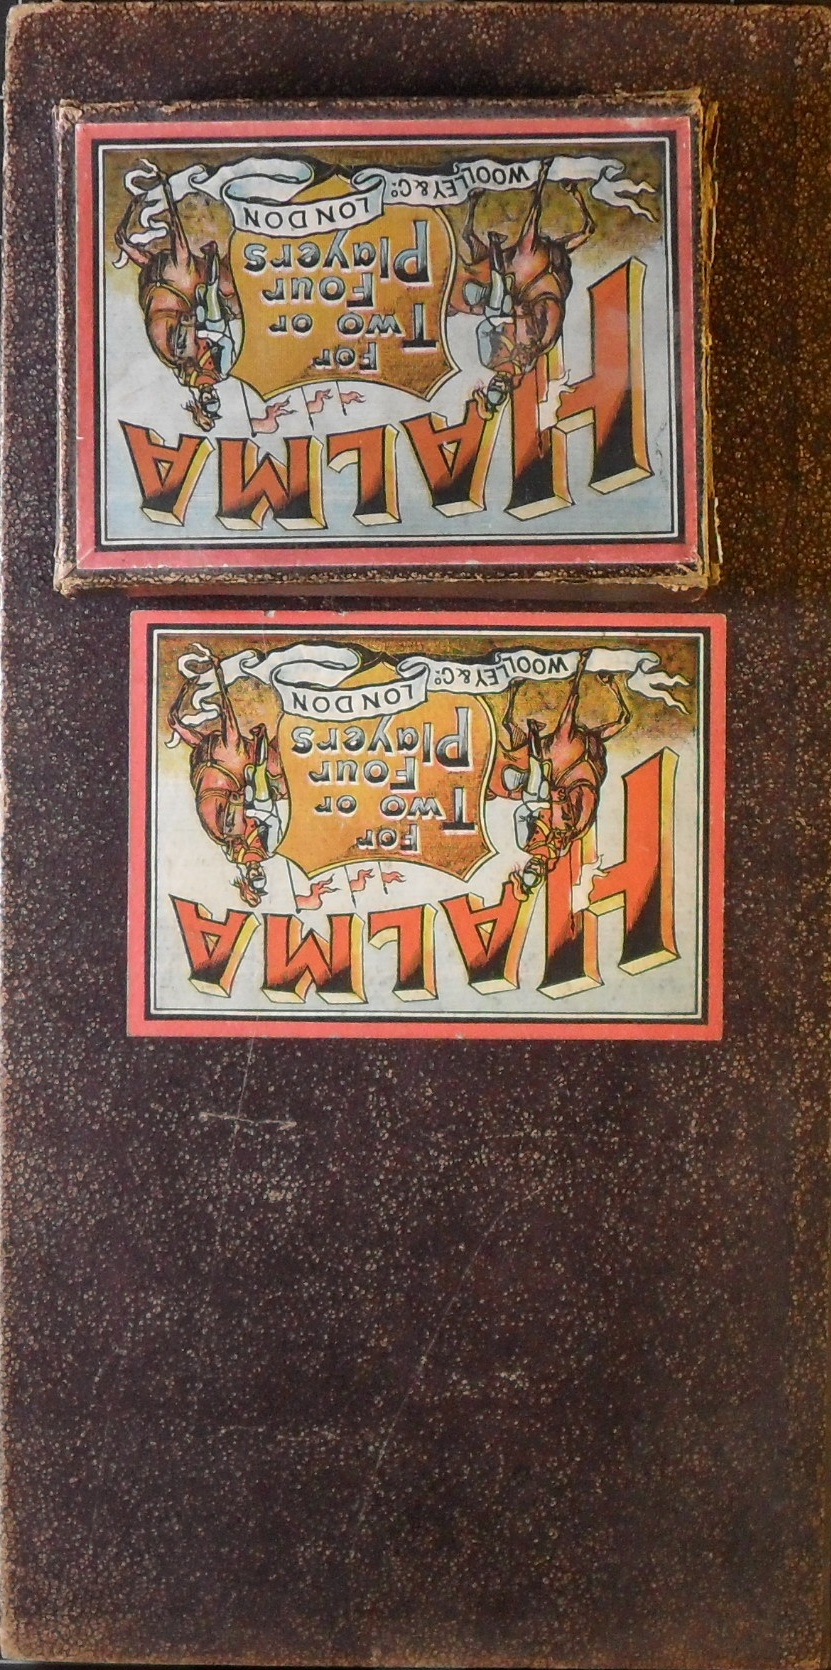 HALMA
For
Two or
Four
Players
LONDON
WOOLLEY & Co.
HALMA
For
Two or
Four
Players
LONDON
WOOLLEY & Co.